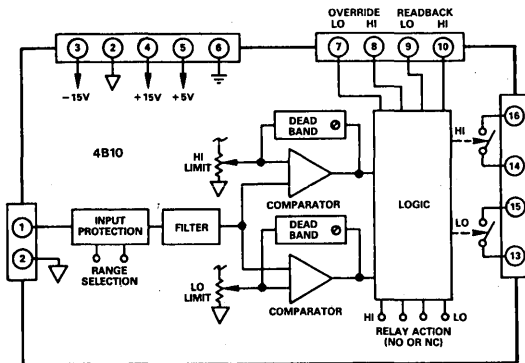 OVERRIDE READBACK
LO HI LO HI
3 2 4 5 6 7 8 9 10
-15V +15V +5V
4B10
DEAD BAND
HI LIMIT
COMPARATOR
1 INPUT PROTECTION FILTER
2 RANGE SELECTION
DEAD BAND
LO LIMIT
COMPARATOR
LOGIC
HI LO
RELAY ACTION
(NO OR NC)
16
HI
14
15
LO
13